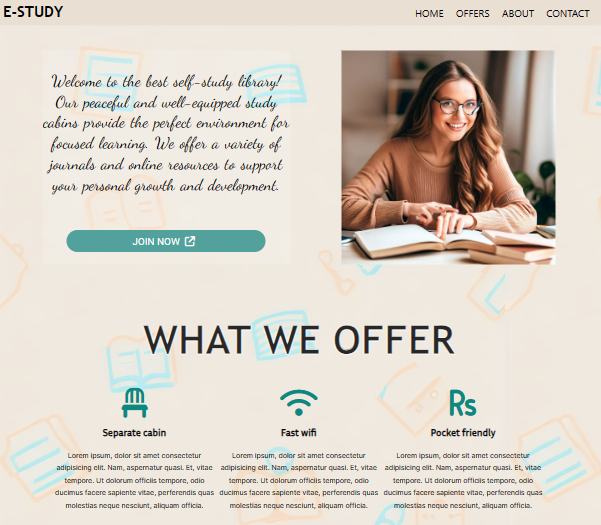 E-STUDY
HOME OFFERS ABOUT CONTACT
Welcome to the best self-study library!
Our peaceful and well-equipped study
cabins provide the perfect environment for
focused learning. We offer a variety of
journals and online resources to support
your personal growth and development.
JOIN NOW
WHAT WE OFFER
Rs
Separate cabin Fast wifi Pocket friendly
Lorem ipsum, dolor sit amet consectetur Lorem ipsum, dolor sit amet consectetur Lorem ipsum, dolor sit amet consectetur
adipisicing elit. Nam, aspernatur quasi. Et, vitae adipisicing elit. Nam, aspernatur quasi. Et, vitae adipisicing elit. Nam, aspernatur quasi. Et, vitae
tempore. Ut dolorum officiis tempore, odio tempore. Ut dolorum officiis tempore, odio tempore. Ut dolorum officiis tempore, odio
ducimus facere sapiente vitae, perferendis quas ducimus facere sapiente vitae, perferendis quas ducimus facere sapiente vitae, perferendis quas
molestias neque nesciunt, aliquam officia. molestias neque nesciunt, aliquam officia. molestias neque nesciunt, aliquam officia.